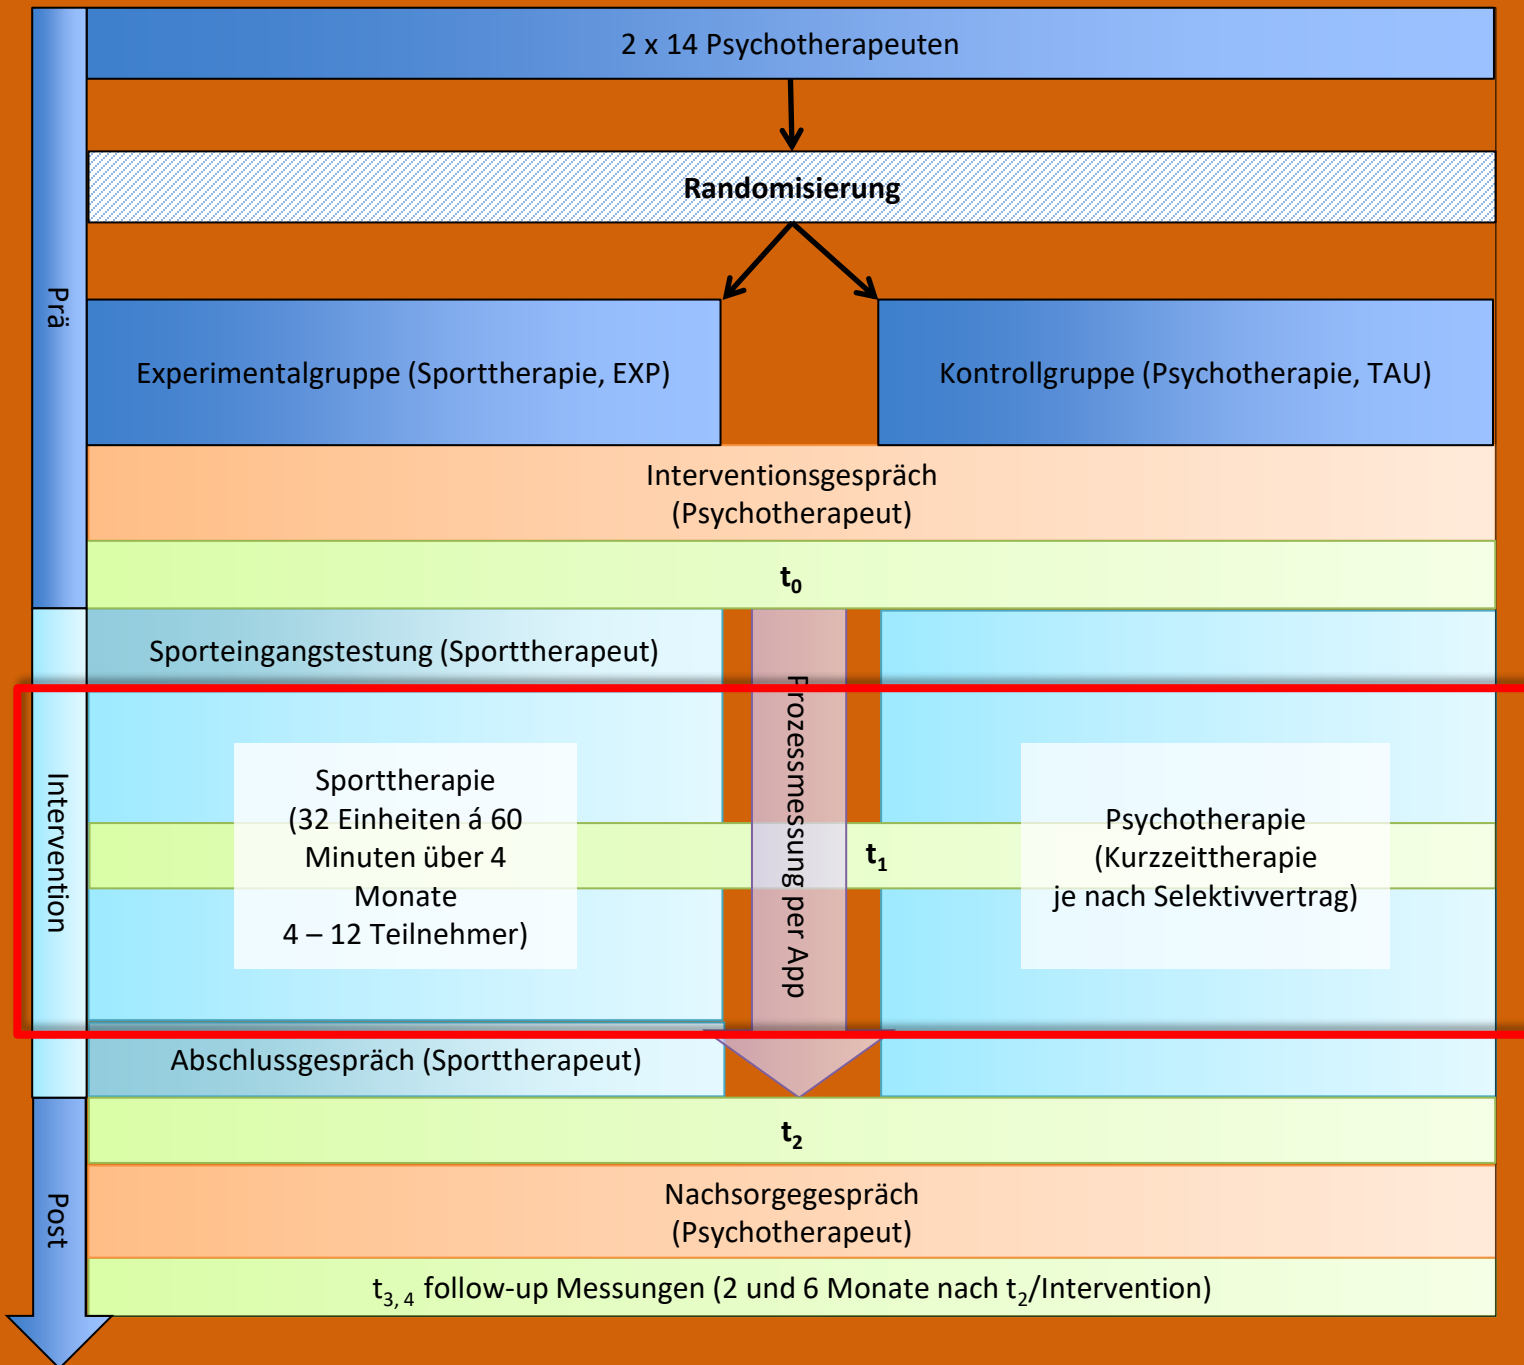 2 x 14 Psychotherapeuten
Randomisierung
Prä
Experimentalgruppe (Sporttherapie, EXP)
Kontrollgruppe (Psychotherapie, TAU)
Interventionsgespräch
(Psychotherapeut)
t0
Sporteingangstestung (Sporttherapeut)
Intervention
Sporttherapie
(32 Einheiten á 60
Minuten über 4
Monate
4 – 12 Teilnehmer)
Prozessmessung per App
t1
Psychotherapie
(Kurzzeittherapie
je nach Selektivvertrag)
Abschlussgespräch (Sporttherapeut)
t2
Post
Nachsorgegespräch
(Psychotherapeut)
t3, 4 follow-up Messungen (2 und 6 Monate nach t2/Intervention)